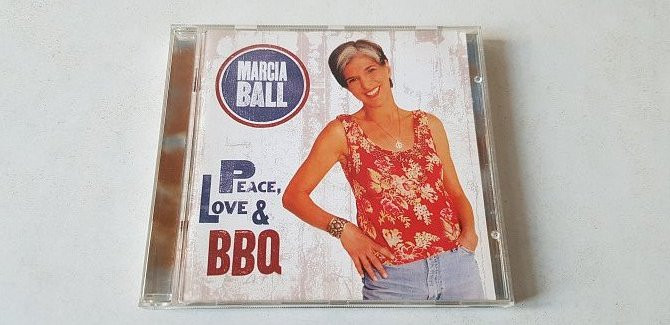 MARCIA
BALL
PEACE,
LOVE &
BBQ